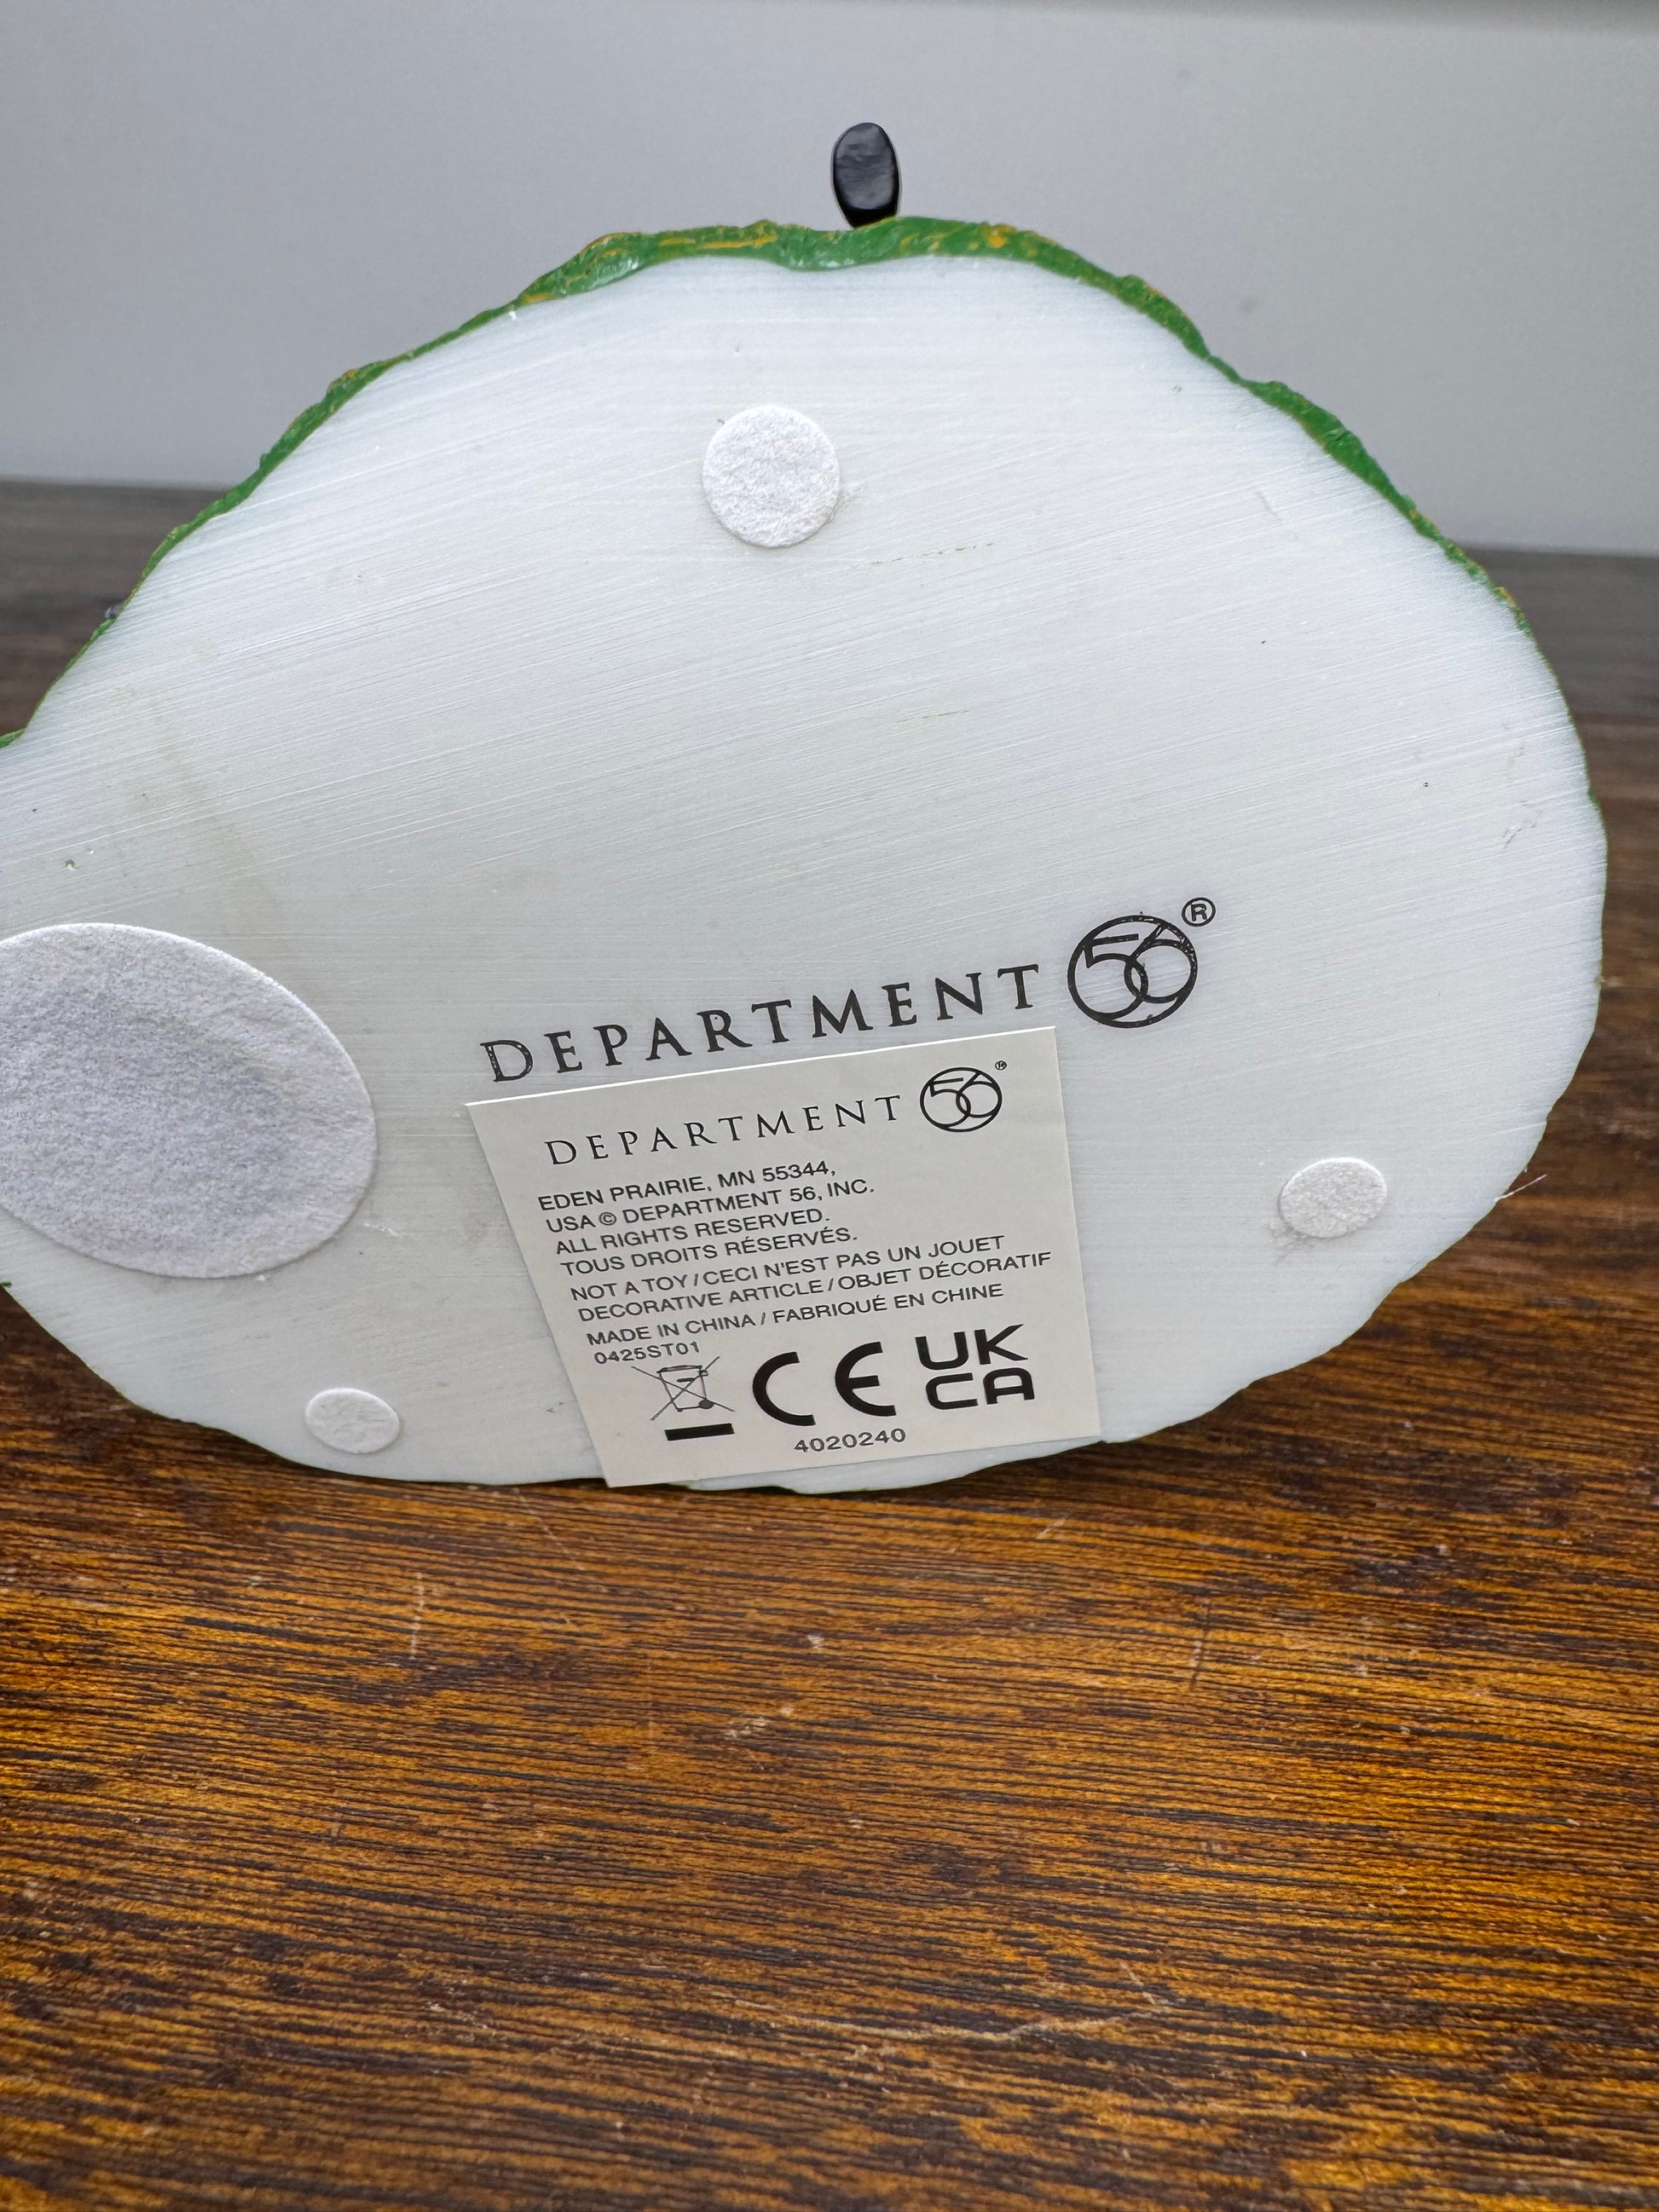 DEPARTMENT 56®
DEPARTMENT 56®
EDEN PRAIRIE, MN 55344,
USA © DEPARTMENT 56, INC.
ALL RIGHTS RESERVED.
TOUS DROITS RÉSERVÉS.
NOT A TOY / CECI N'EST PAS UN JOUET
DECORATIVE ARTICLE / OBJET DÉCORATIF
MADE IN CHINA / FABRIQUÉ EN CHINE
0425ST01
CE UK
CA
4020240